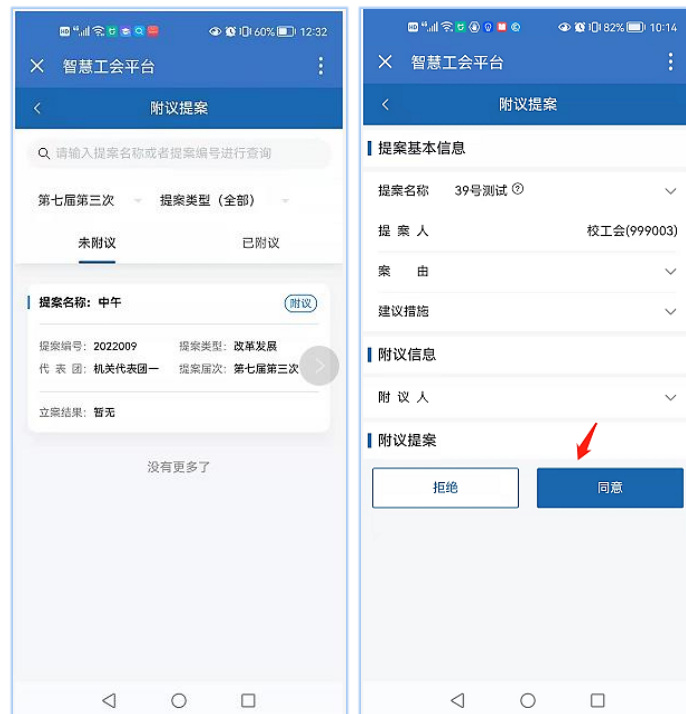 HD 46 60% 12:32
智慧工会平台
附议提案
请输入提案名称或者提案编号进行查询
第七届第三次 提案类型（全部）
未附议 已附议
提案名称：中午 附议
提案编号：2022009 提案类型：改革发展
代 表 团：机关代表团一 提案届次：第七届第三次
立案结果：暂无
没有更多了
HD 46 82% 10:14
智慧工会平台
附议提案
提案基本信息
提案名称 39号测试
提 案 人 校工会(999003)
案 由
建议措施
附议信息
附 议 人
附议提案
拒绝 同意